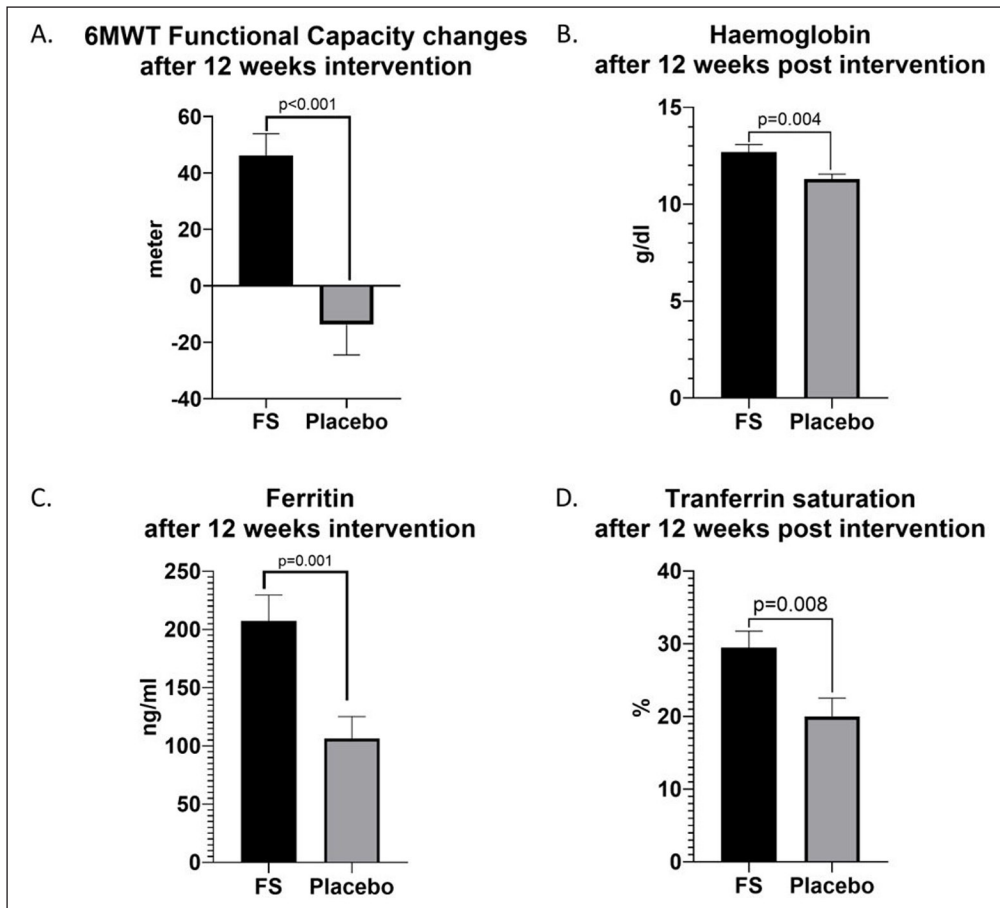 A. 6MWT Functional Capacity changes
after 12 weeks intervention
p<0.001
60
40
20
0
-20
-40
meter
FS Placebo
B. Haemoglobin
after 12 weeks post intervention
p=0.004
15
10
5
0
g/dl
FS Placebo
C. Ferritin
after 12 weeks intervention
p=0.001
250
200
150
100
50
0
ng/ml
FS Placebo
D. Tranferrin saturation
after 12 weeks post intervention
p=0.008
40
30
20
10
0
%
FS Placebo